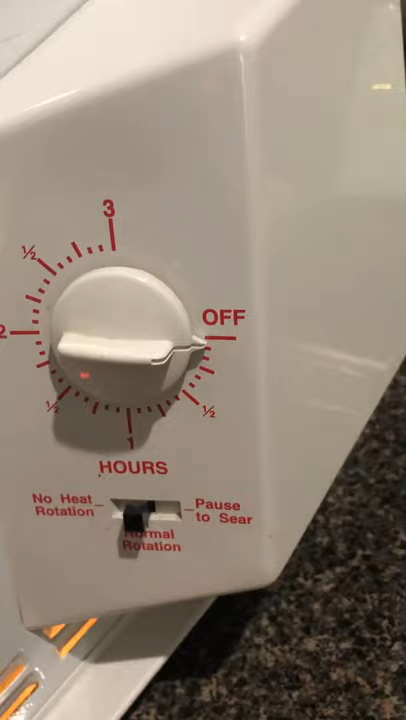 3
½
OFF
2
½
½
1
HOURS
No Heat
Rotation
Pause
to Sear
Normal
Rotation